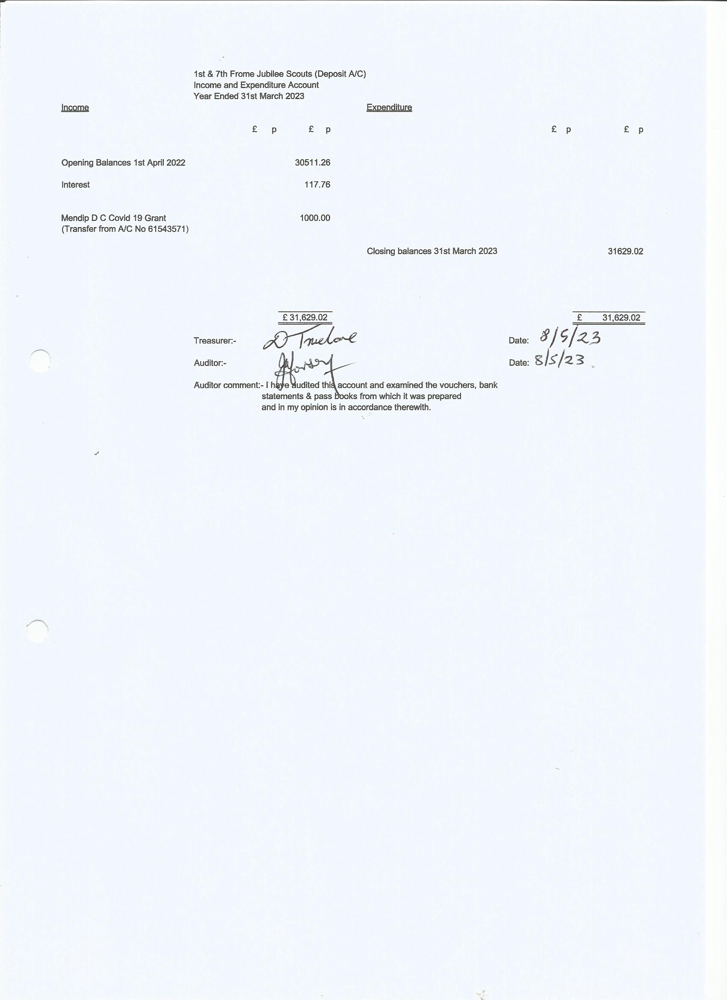 1st & 7th Frome Jubilee Scouts (Deposit A/C)
Income and Expenditure Account
Year Ended 31st March 2023
Income Expenditure
£ p £ p £ p £ p
Opening Balances 1st April 2022 30511.26
Interest 117.76
Mendip D C Covid 19 Grant 1000.00
(Transfer from A/C No 61543571)
Closing balances 31st March 2023 31629.02
£ 31,629.02 £ 31,629.02
Treasurer:- D Truelove Date: 8/5/23
Auditor:- Date: 8/5/23
Auditor comment:- I have audited this account and examined the vouchers, bank
statements & pass books from which it was prepared
and in my opinion is in accordance therewith.